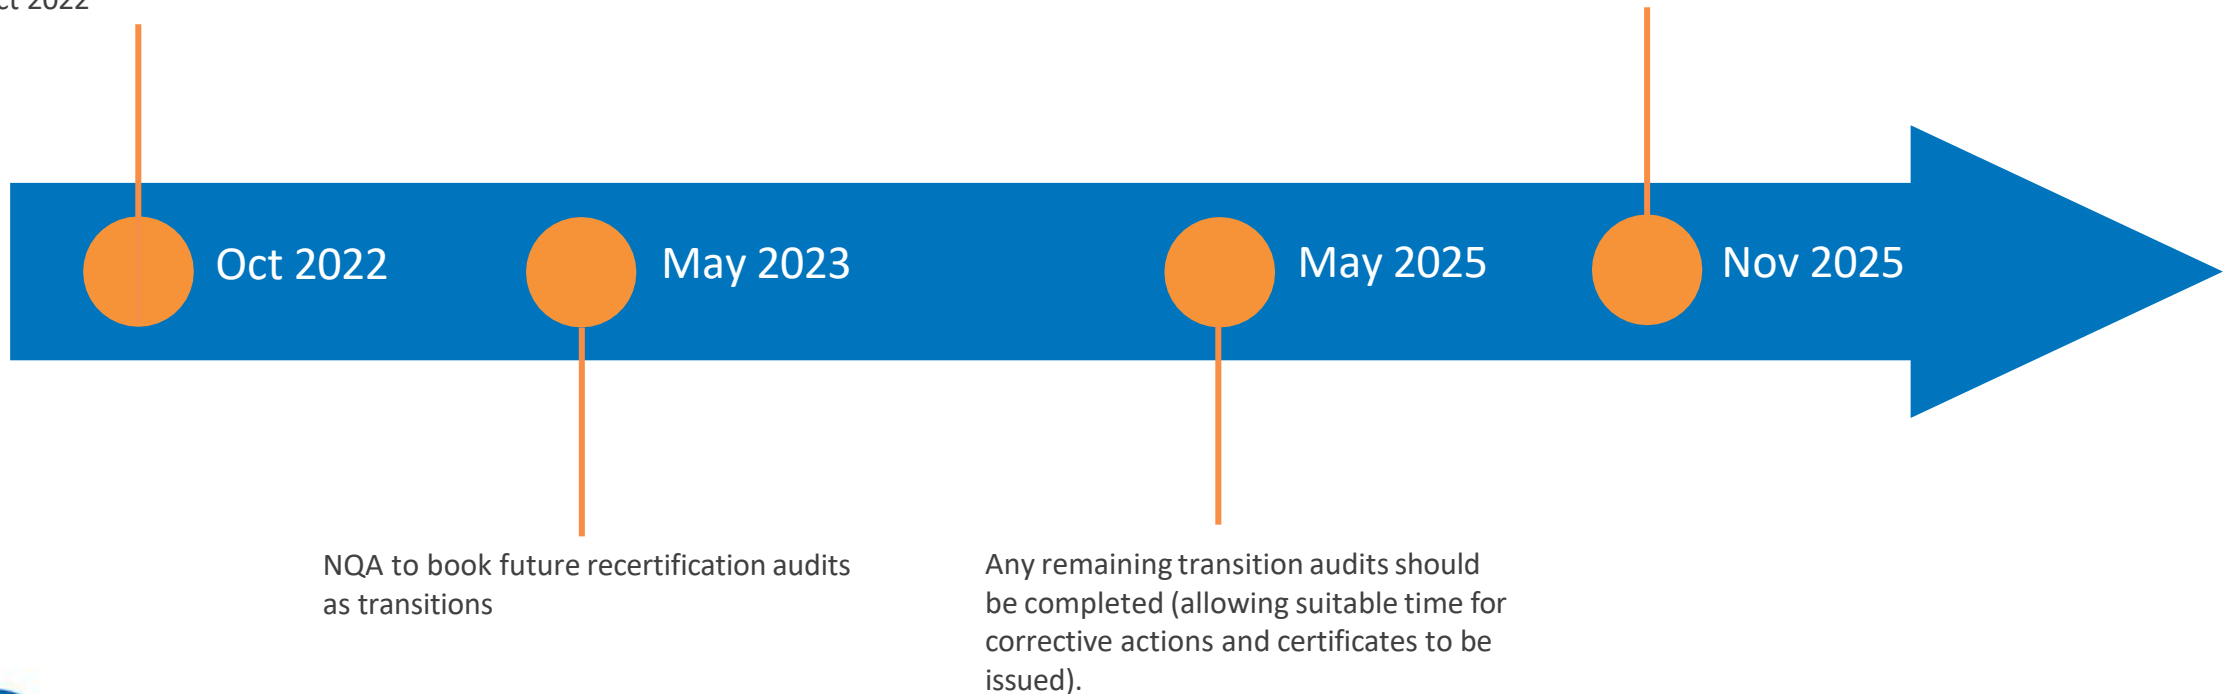 2022
Oct 2022
May 2023
May 2025
Nov 2025
NQA to book future recertification audits
as transitions
Any remaining transition audits should
be completed (allowing suitable time for
corrective actions and certificates to be
issued).